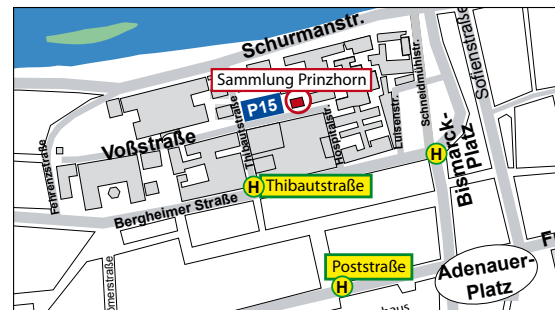 Schurmanstr.
Sammlung Prinzhorn
P15
Voßstraße
Thibautstraße
Hospitalstr.
Luisenstr.
Schneidmühlstr.
Sofienstraße
Fehrenzstraße
H
Bismarck-
Platz
H Thibautstraße
Bergheimer Straße
Poststraße
H
Adenauer-
Platz